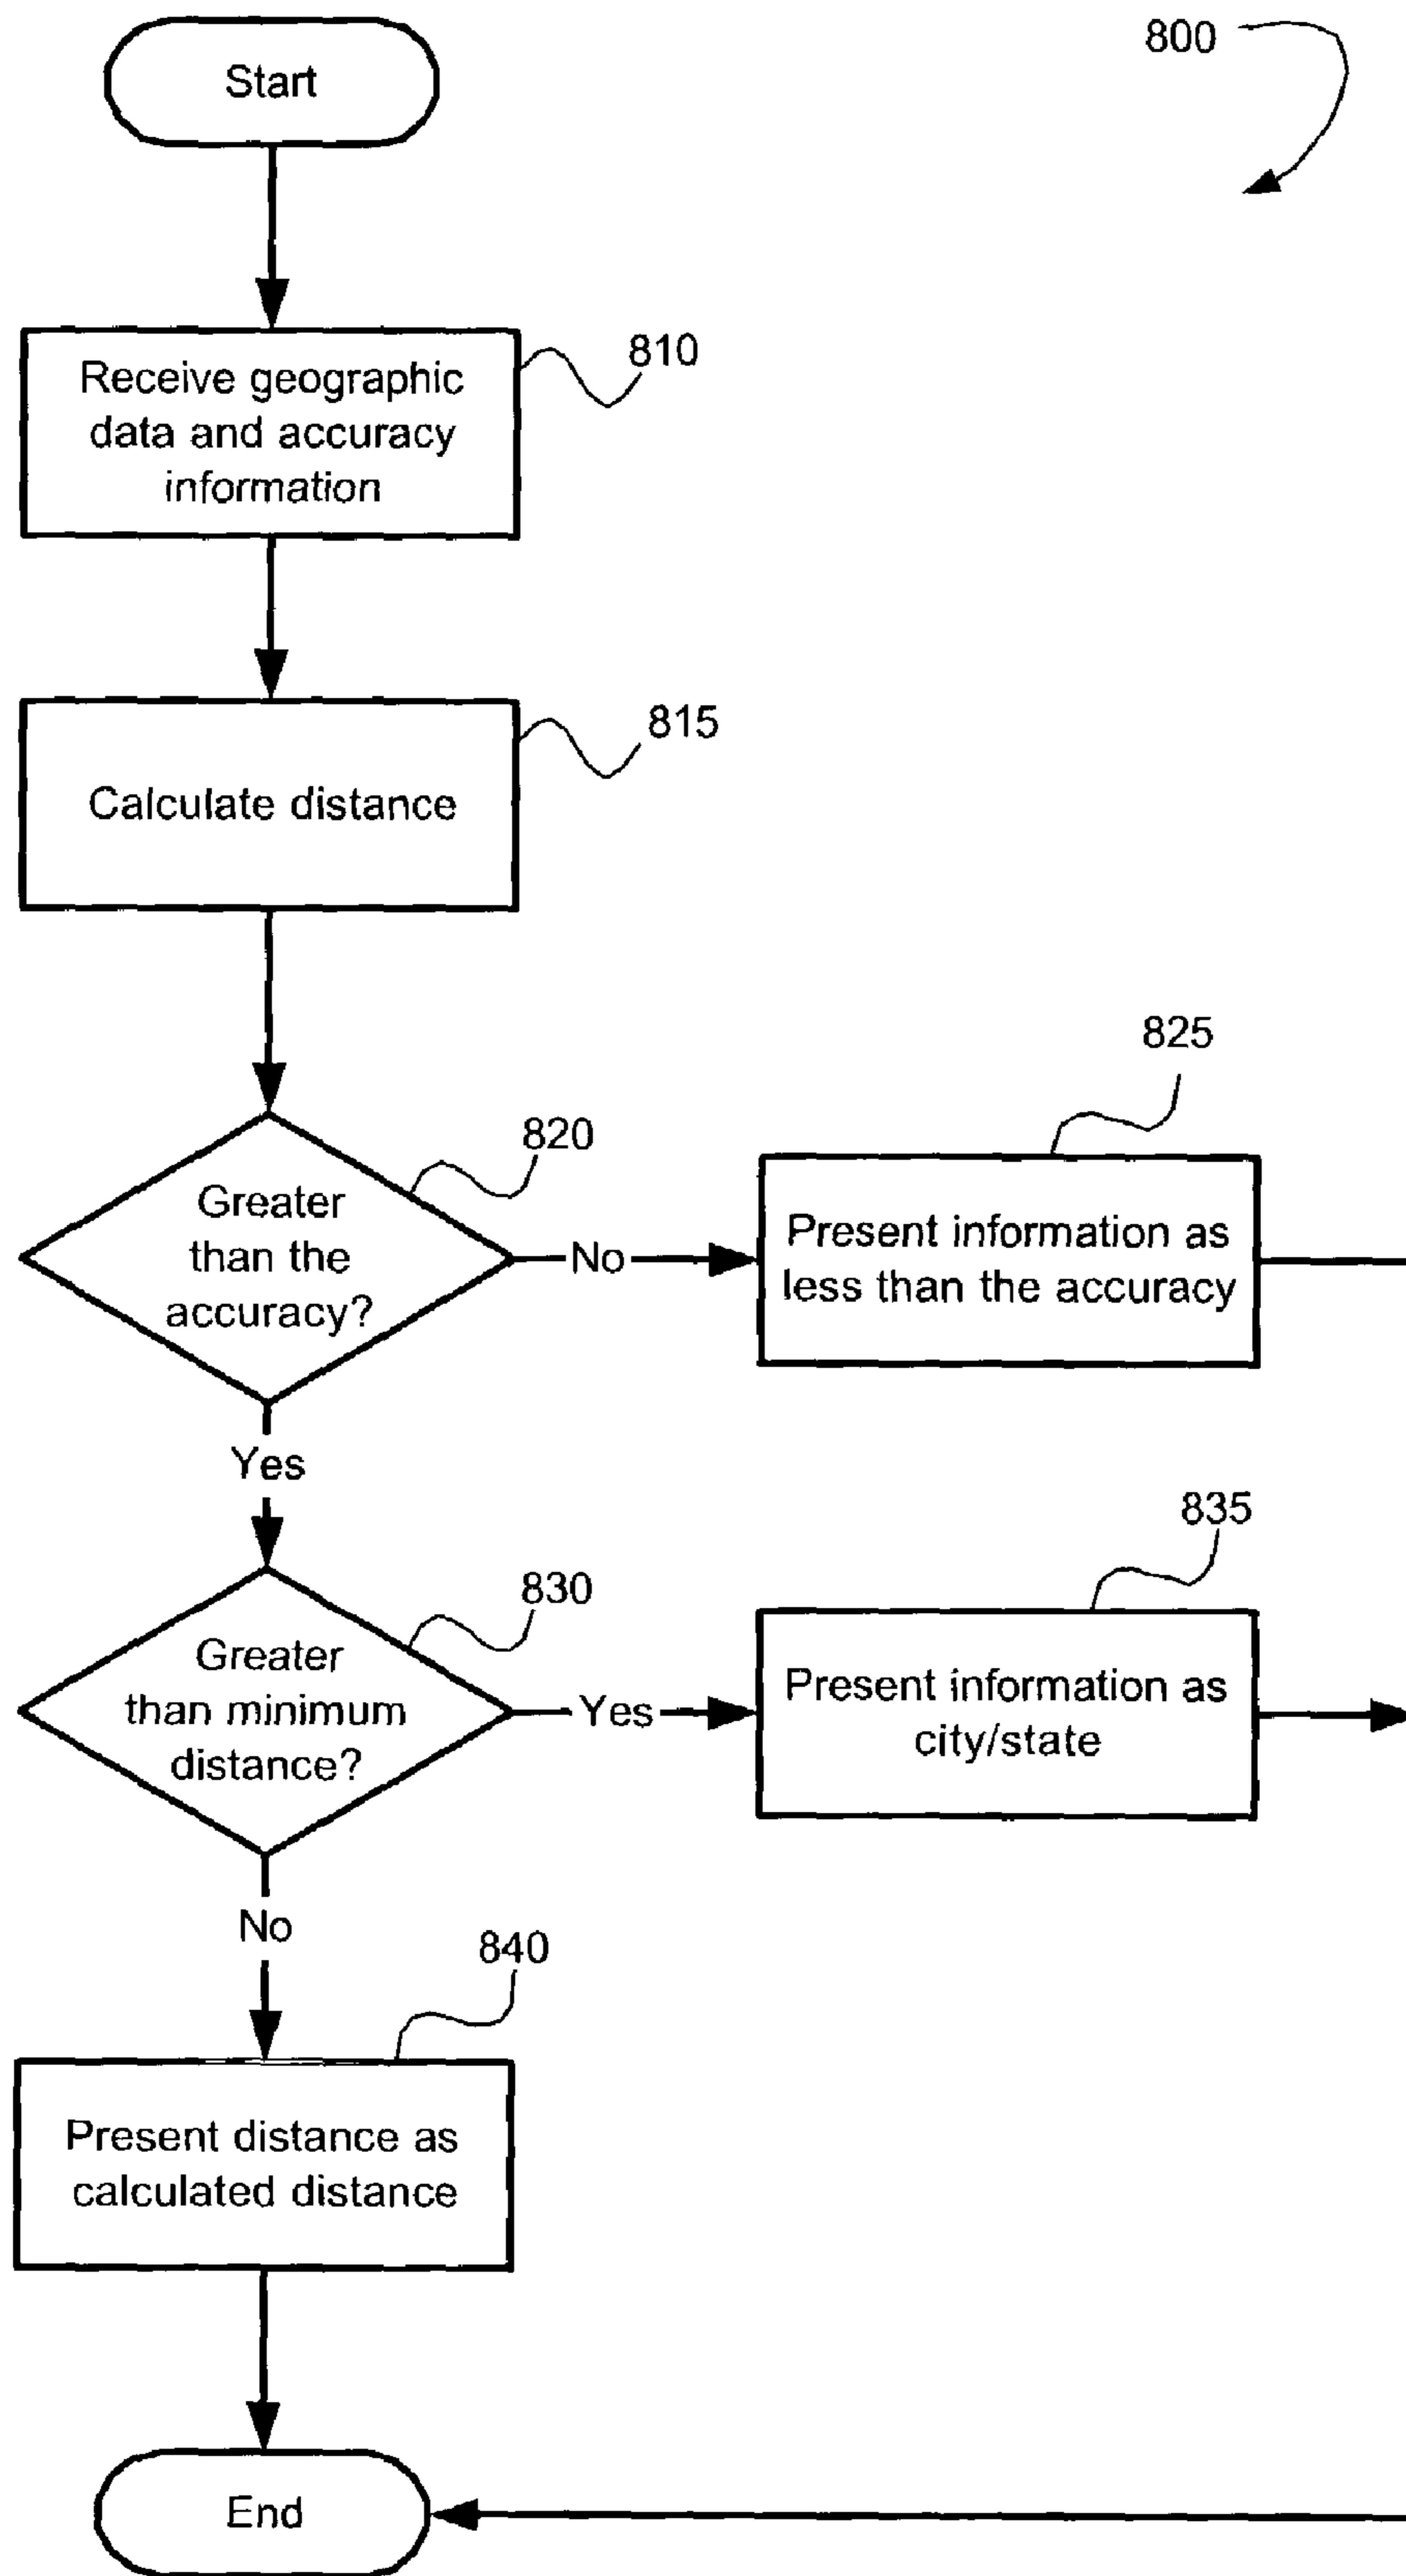 Start
800
Receive geographic
data and accuracy
information
810
Calculate distance
815
Greater
than the
accuracy?
820
No
Present information as
less than the accuracy
825
Yes
Greater
than minimum
distance?
830
Yes
Present information as
city/state
835
No
Present distance as
calculated distance
840
End